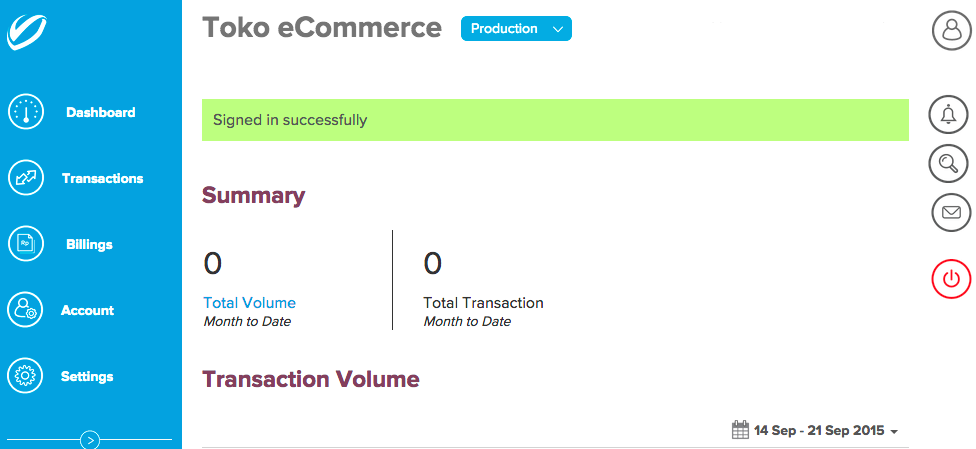 Toko eCommerce
Production
Dashboard
Transactions
Rp
Billings
Account
Settings
Signed in successfully
Summary
0
Total Volume
Month to Date
0
Total Transaction
Month to Date
Transaction Volume
14 Sep - 21 Sep 2015